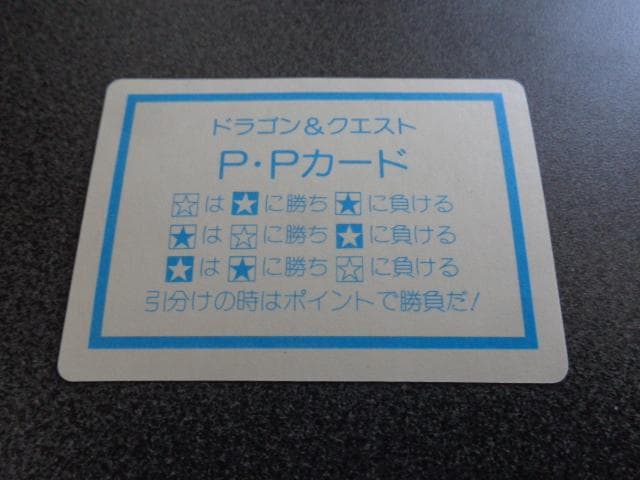 ドラゴン&クエスト
P・Pカード
☆は★に勝ち★に負ける
★は☆に勝ち★に負ける
★は★に勝ち☆に負ける
引分けの時はポイントで勝負だ!